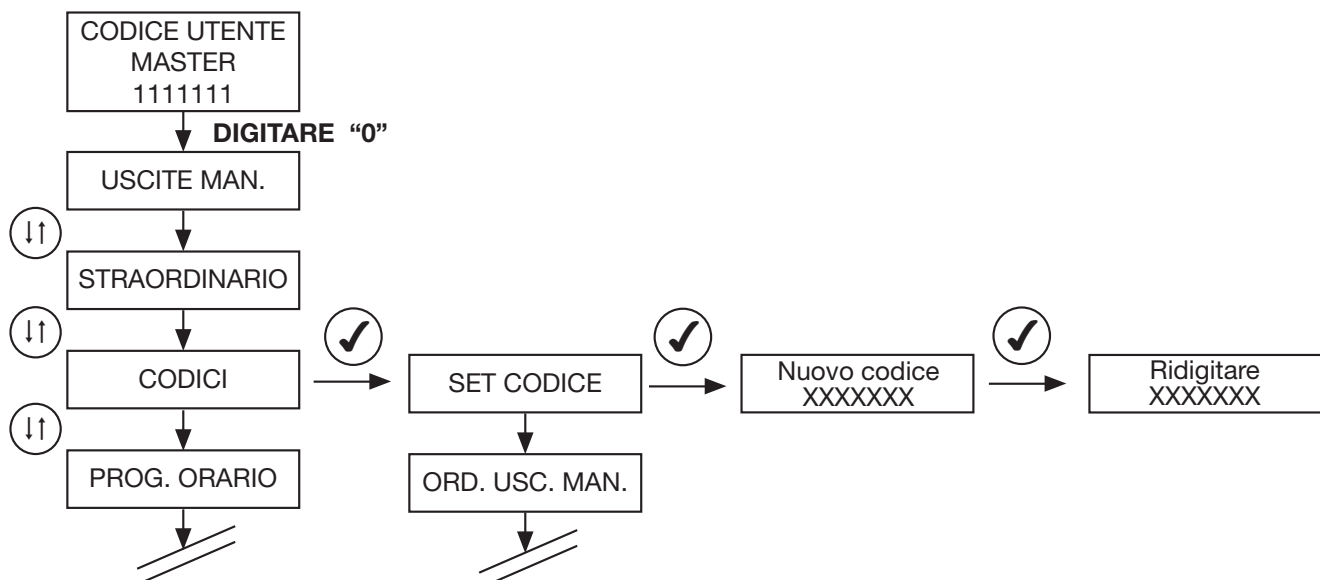 CODICE UTENTE
MASTER
1111111
DIGITARE “0”
USCITE MAN.
STRAORDINARIO
CODICI
SET CODICE
Nuovo codice
XXXXXXX
Ridigitare
XXXXXXX
PROG. ORARIO
ORD. USC. MAN.